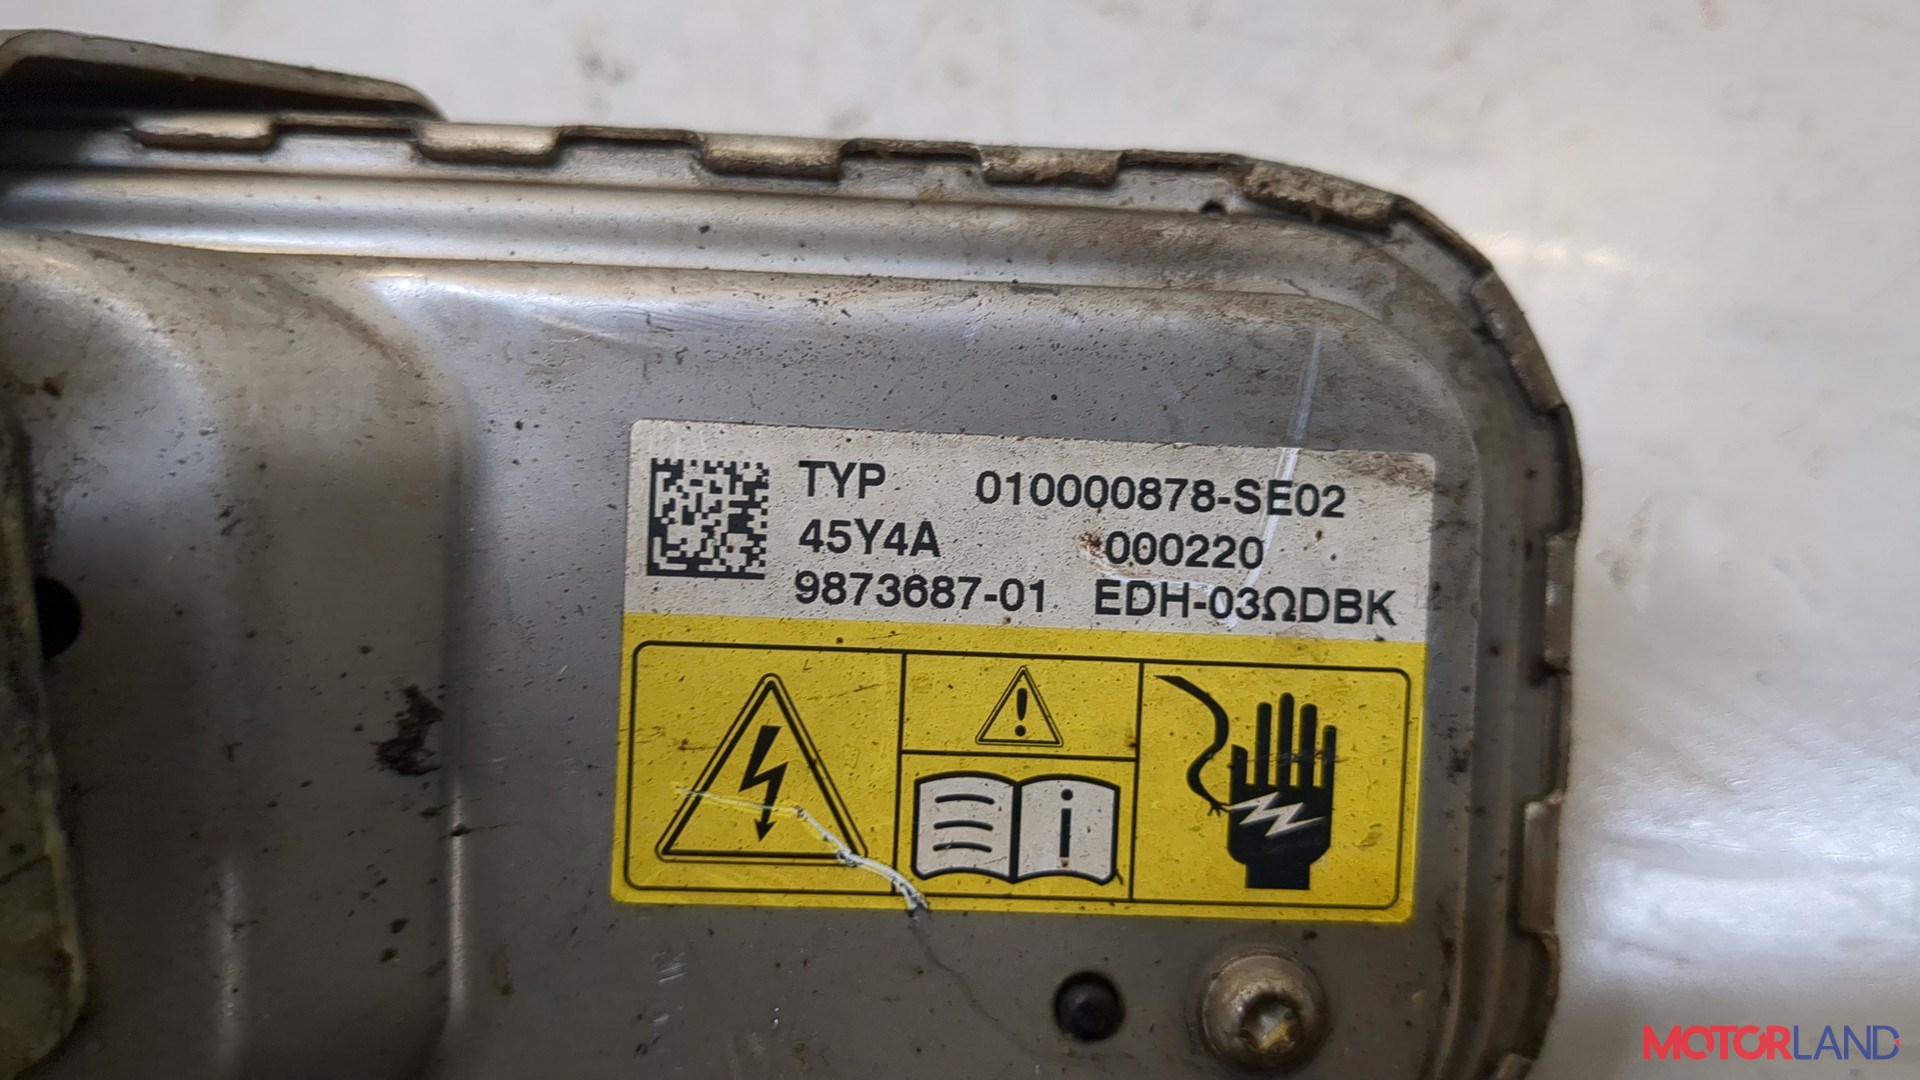 TYP 010000878-SE02
45Y4A 000220
9873687-01 EDH-03ΩDBK
i
MOTORLAND